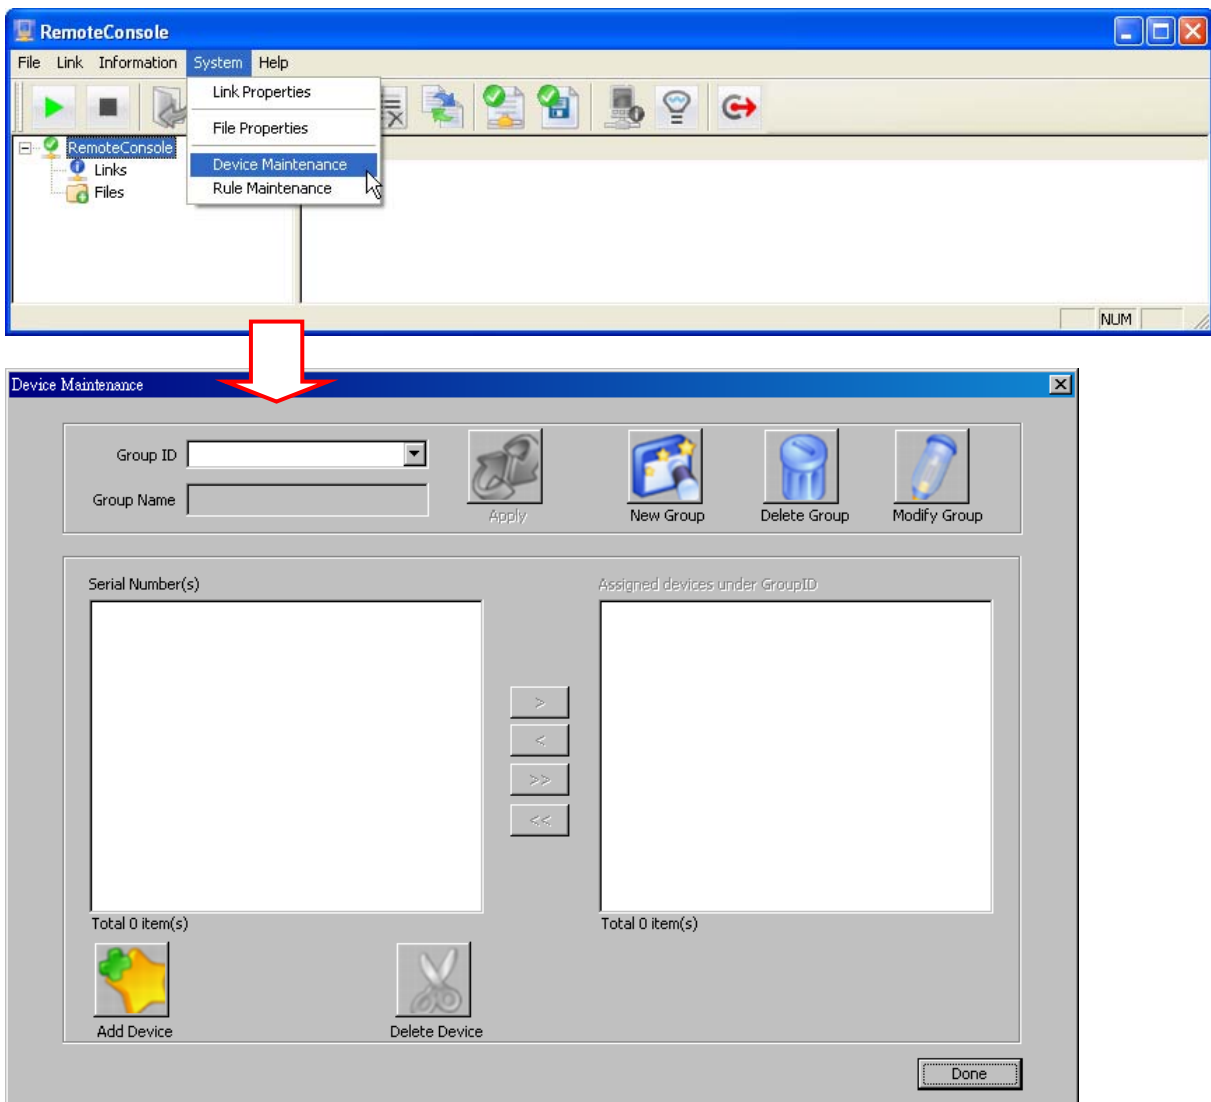 RemoteConsole
File Link Information System Help
Link Properties
File Properties
Device Maintenance
Rule Maintenance
RemoteConsole
Links
Files
NUM
Device Maintenance
Group ID
Group Name
Apply
New Group
Delete Group
Modify Group
Serial Number(s)
Assigned devices under GroupID
>
<
>>
<<
Total 0 item(s)
Total 0 item(s)
Add Device
Delete Device
Done